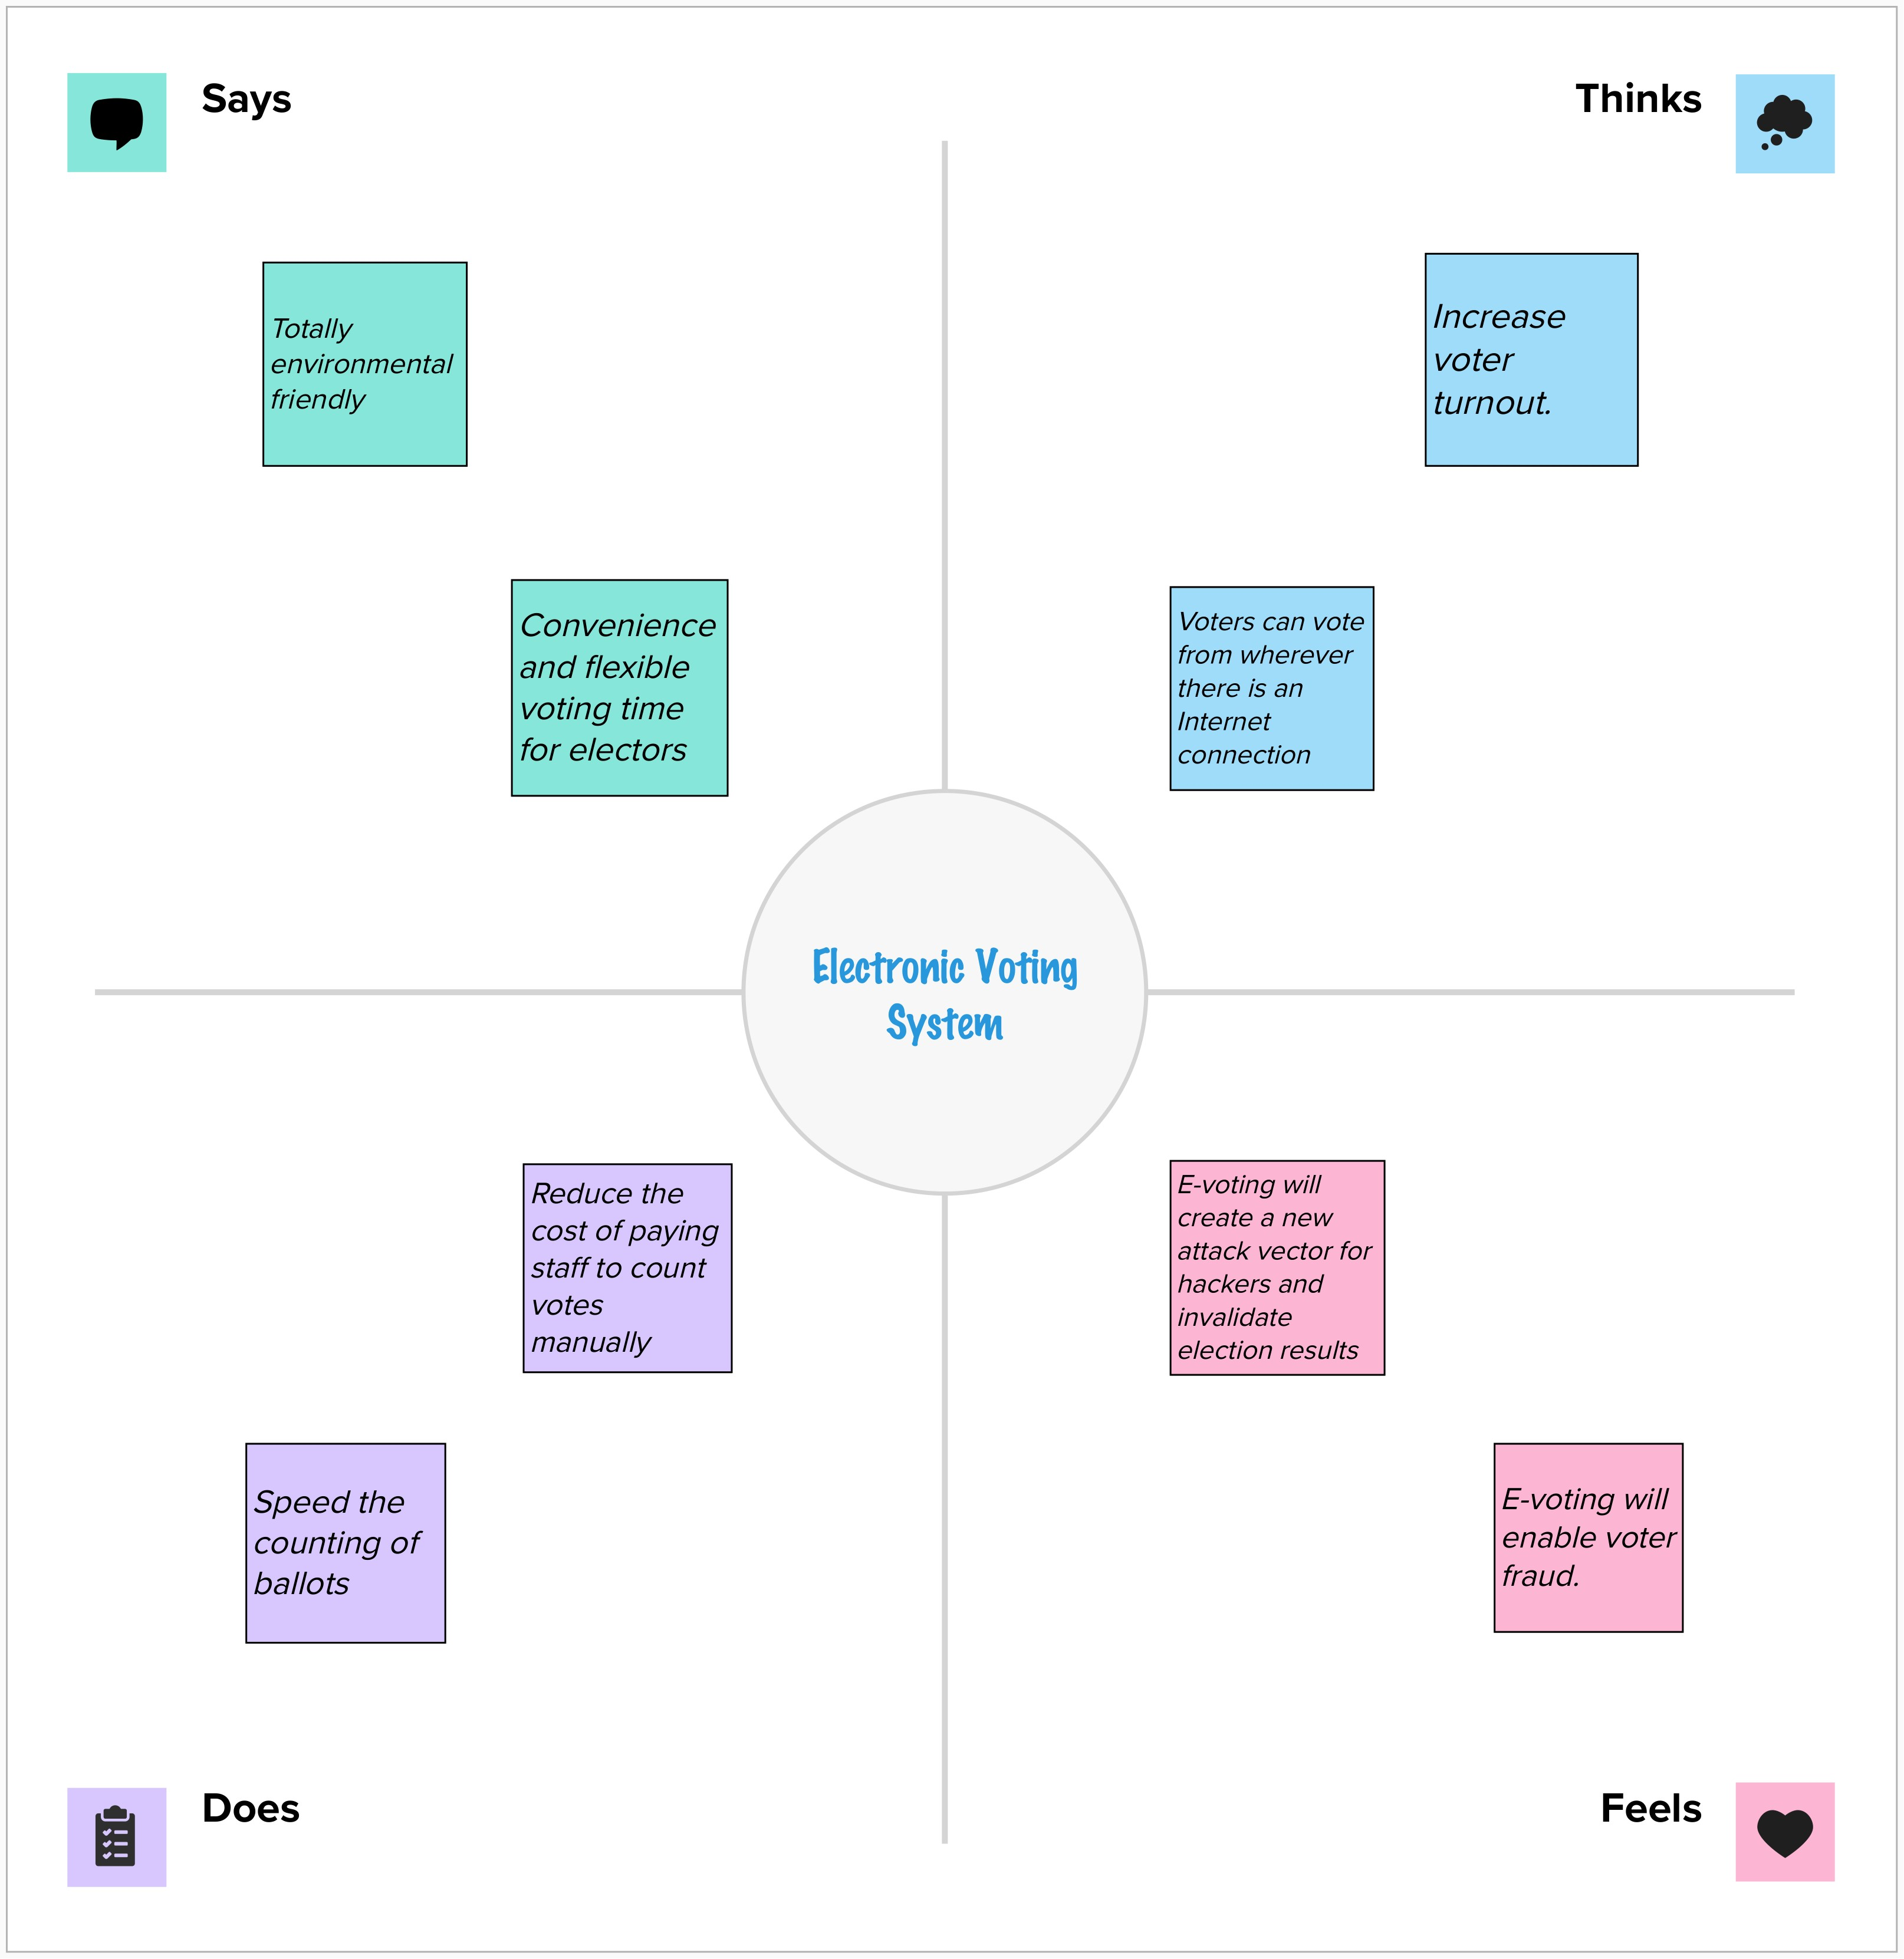 Says
Thinks
Totally
environmental
friendly
Increase
voter
turnout.
Convenience
and flexible
voting time
for electors
Voters can vote
from wherever
there is an
Internet
connection
Electronic Voting
System
Reduce the
cost of paying
staff to count
votes
manually
E-voting will
create a new
attack vector for
hackers and
invalidate
election results
Speed the
counting of
ballots
E-voting will
enable voter
fraud.
Does
Feels